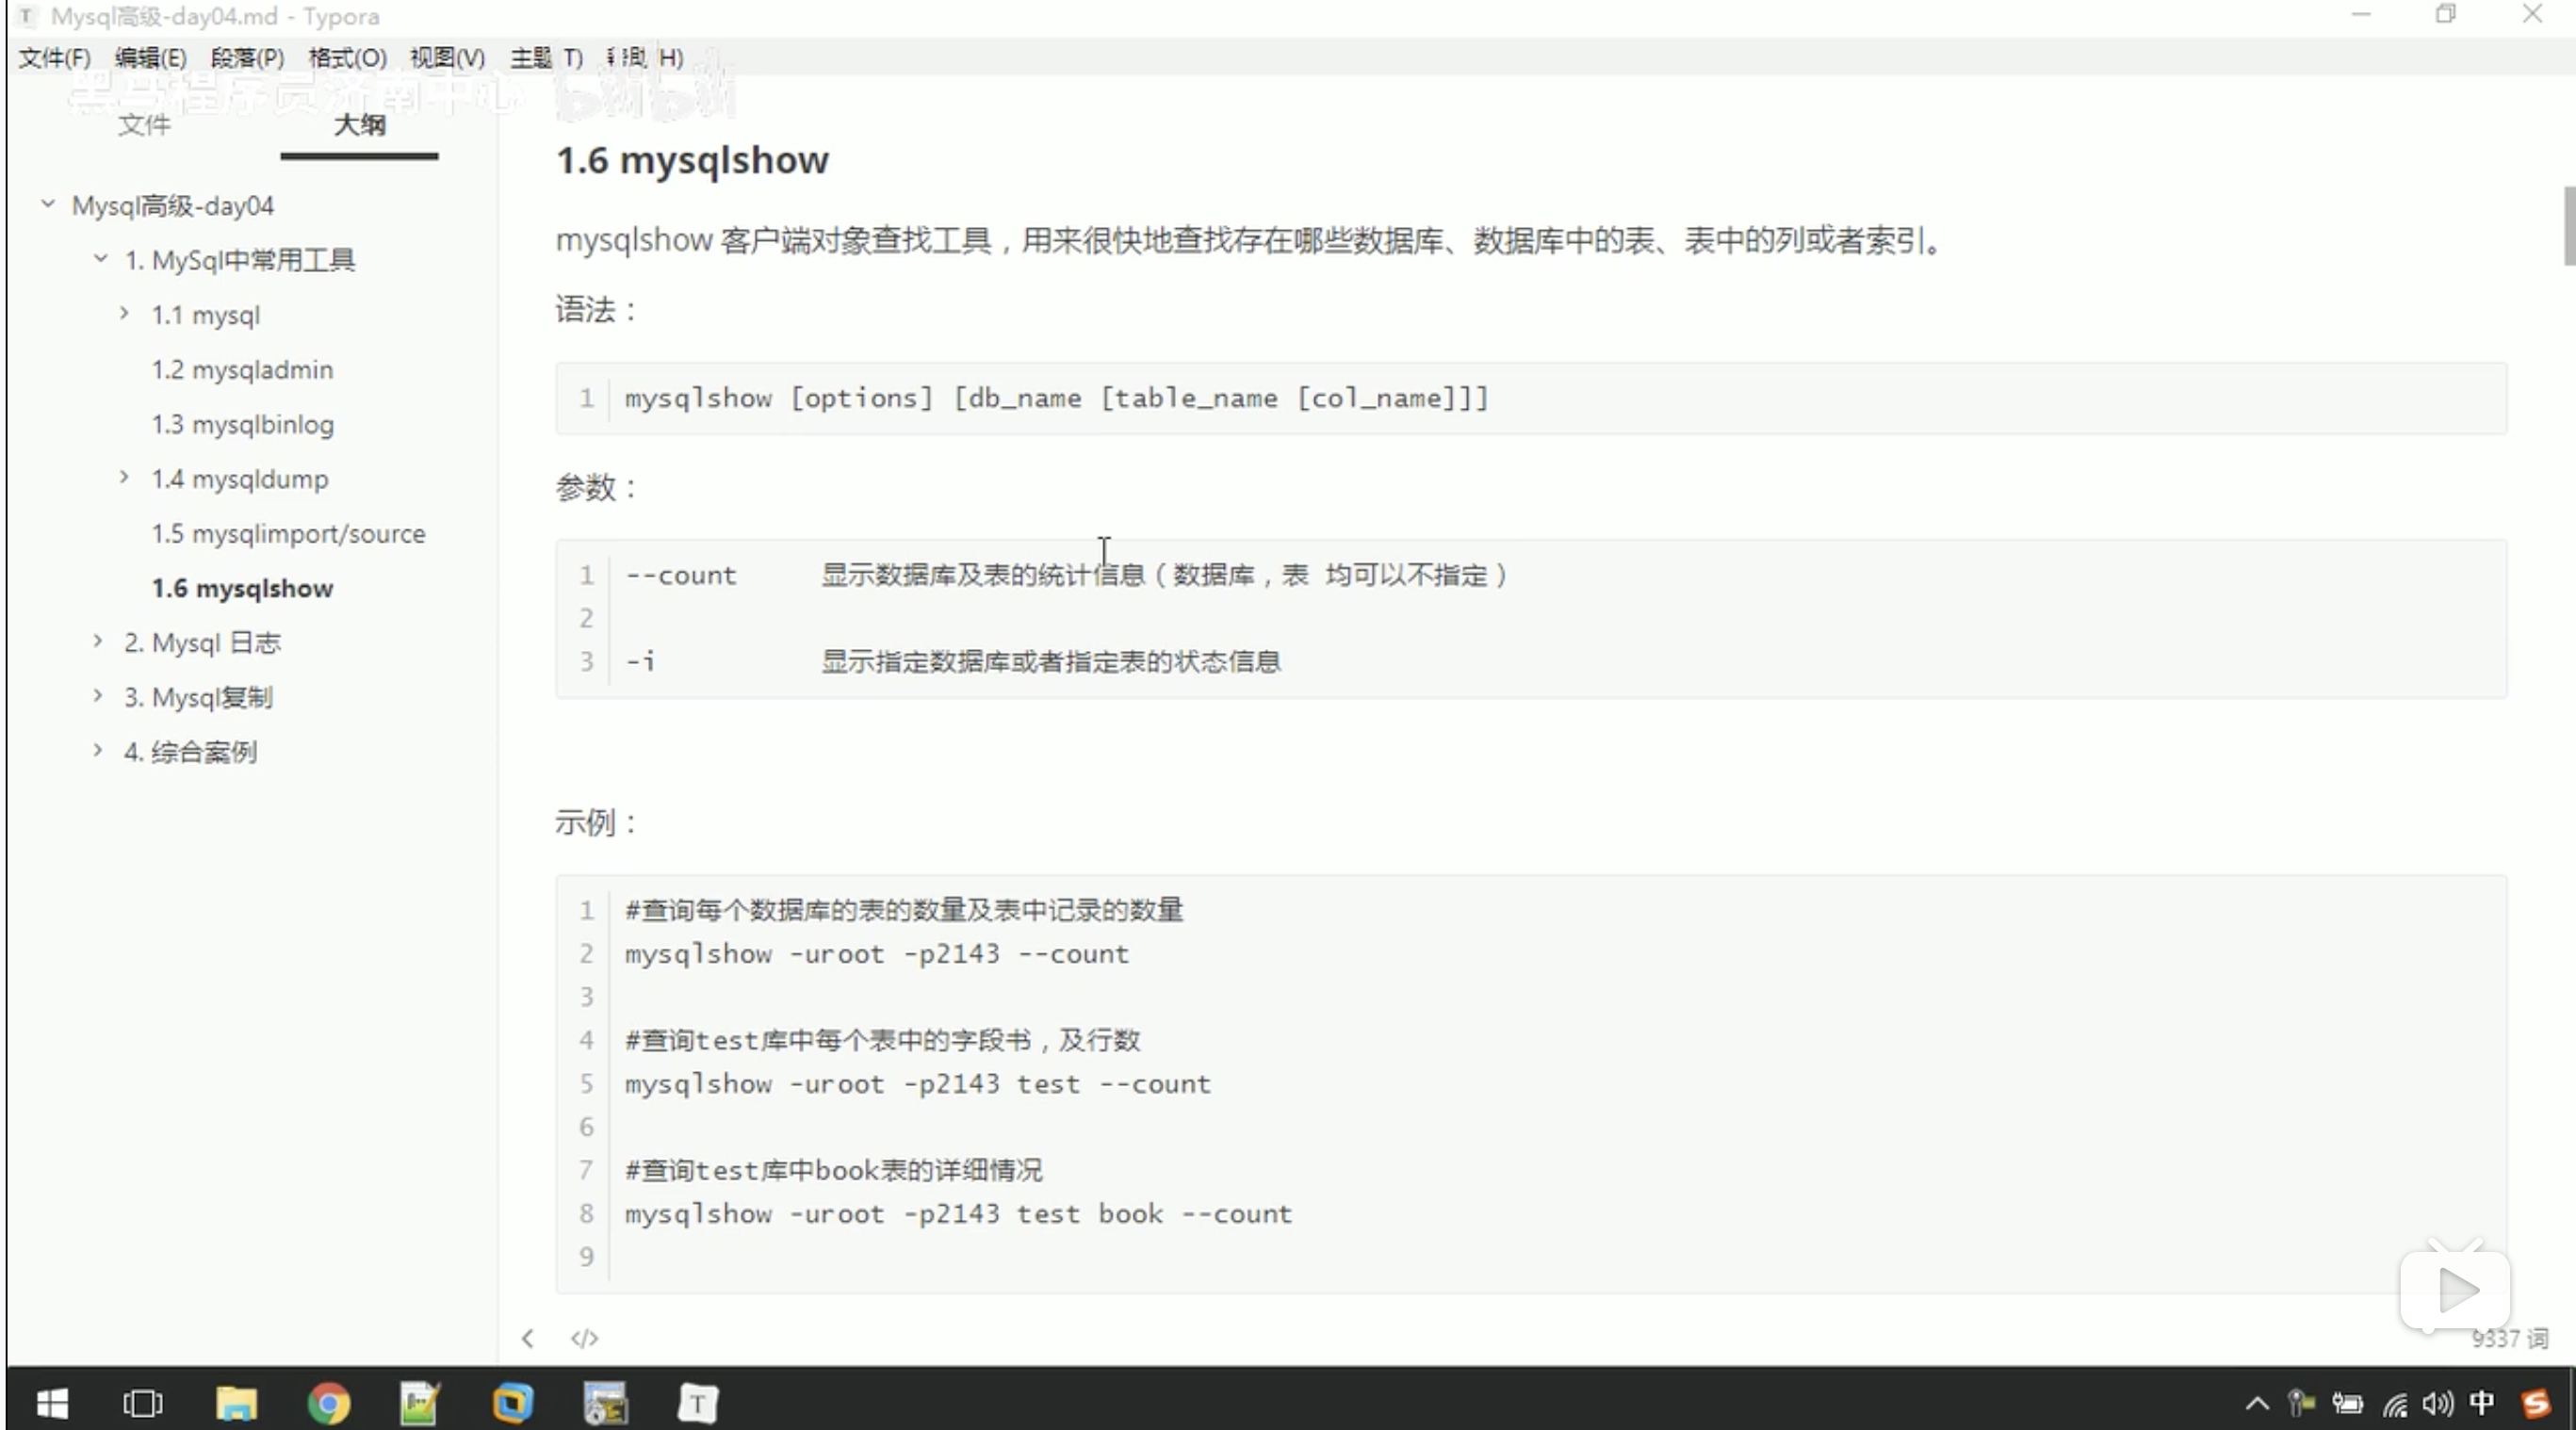 Mysql高级-day04.md - Typora
文件(F) 编辑(E) 段落(P) 格式(O) 视图(V) 主题 T) 帮助 H)
黑马程序员济南中心 bilibili
文件 大纲
Mysql高级-day04
1. MySql中常用工具
1.1 mysql
1.2 mysqladmin
1.3 mysqlbinlog
1.4 mysqldump
1.5 mysqlimport/source
1.6 mysqlshow
2. Mysql 日志
3. Mysql复制
4. 综合案例
1.6 mysqlshow
mysqlshow 客户端对象查找工具，用来很快地查找存在哪些数据库、数据库中的表、表中的列或者索引。
语法：
1 mysqlshow [options] [db_name [table_name [col_name]]]
参数：
1 --count 显示数据库及表的统计信息（数据库，表 均可以不指定）
2
3 -i 显示指定数据库或者指定表的状态信息
示例：
1 #查询每个数据库的表的数量及表中记录的数量
2 mysqlshow -uroot -p2143 --count
3
4 #查询test库中每个表中的字段书，及行数
5 mysqlshow -uroot -p2143 test --count
6
7 #查询test库中book表的详细情况
8 mysqlshow -uroot -p2143 test book --count
9
</> 9337 词
中